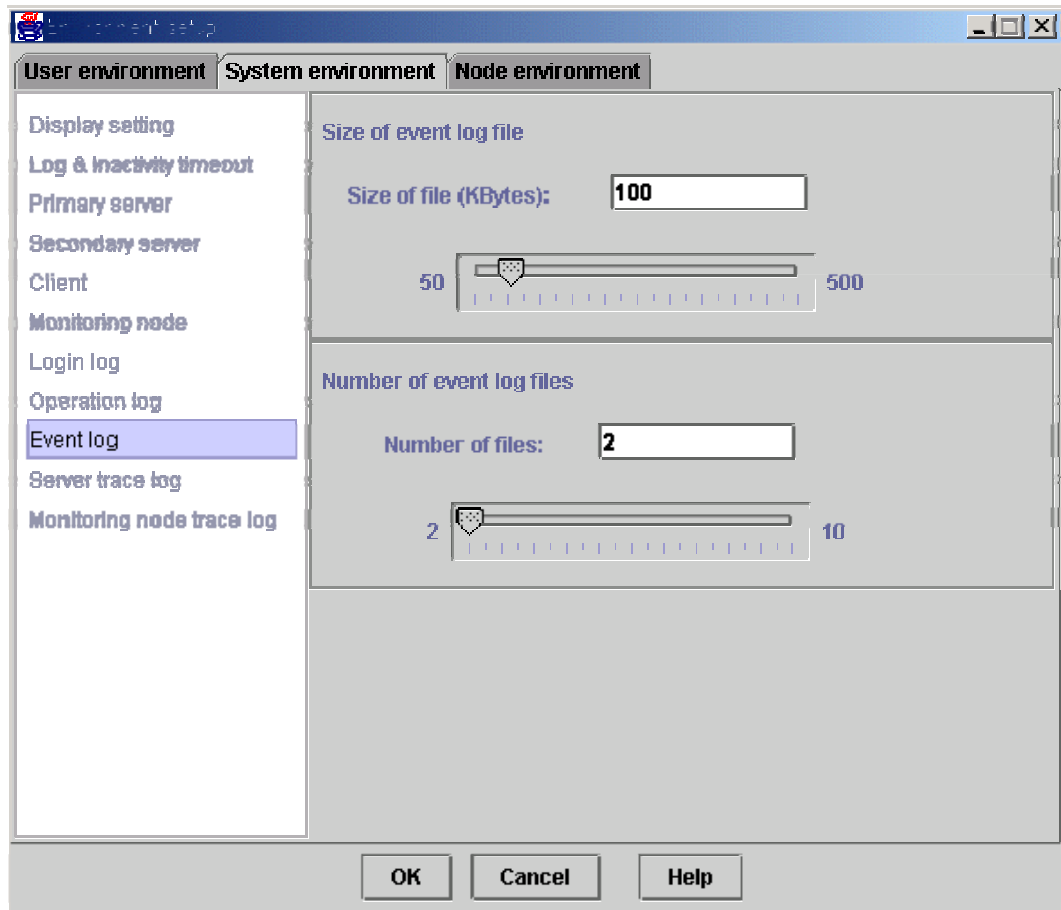 Environment setup
User environment System environment Node environment
Display setting
Log & Inactivity timeout
Primary server
Secondary server
Client
Monitoring node
Login log
Operation log
Event log
Server trace log
Monitoring node trace log
Size of event log file
Size of file (KBytes): 100
50 500
Number of event log files
Number of files: 2
2 10
OK Cancel Help